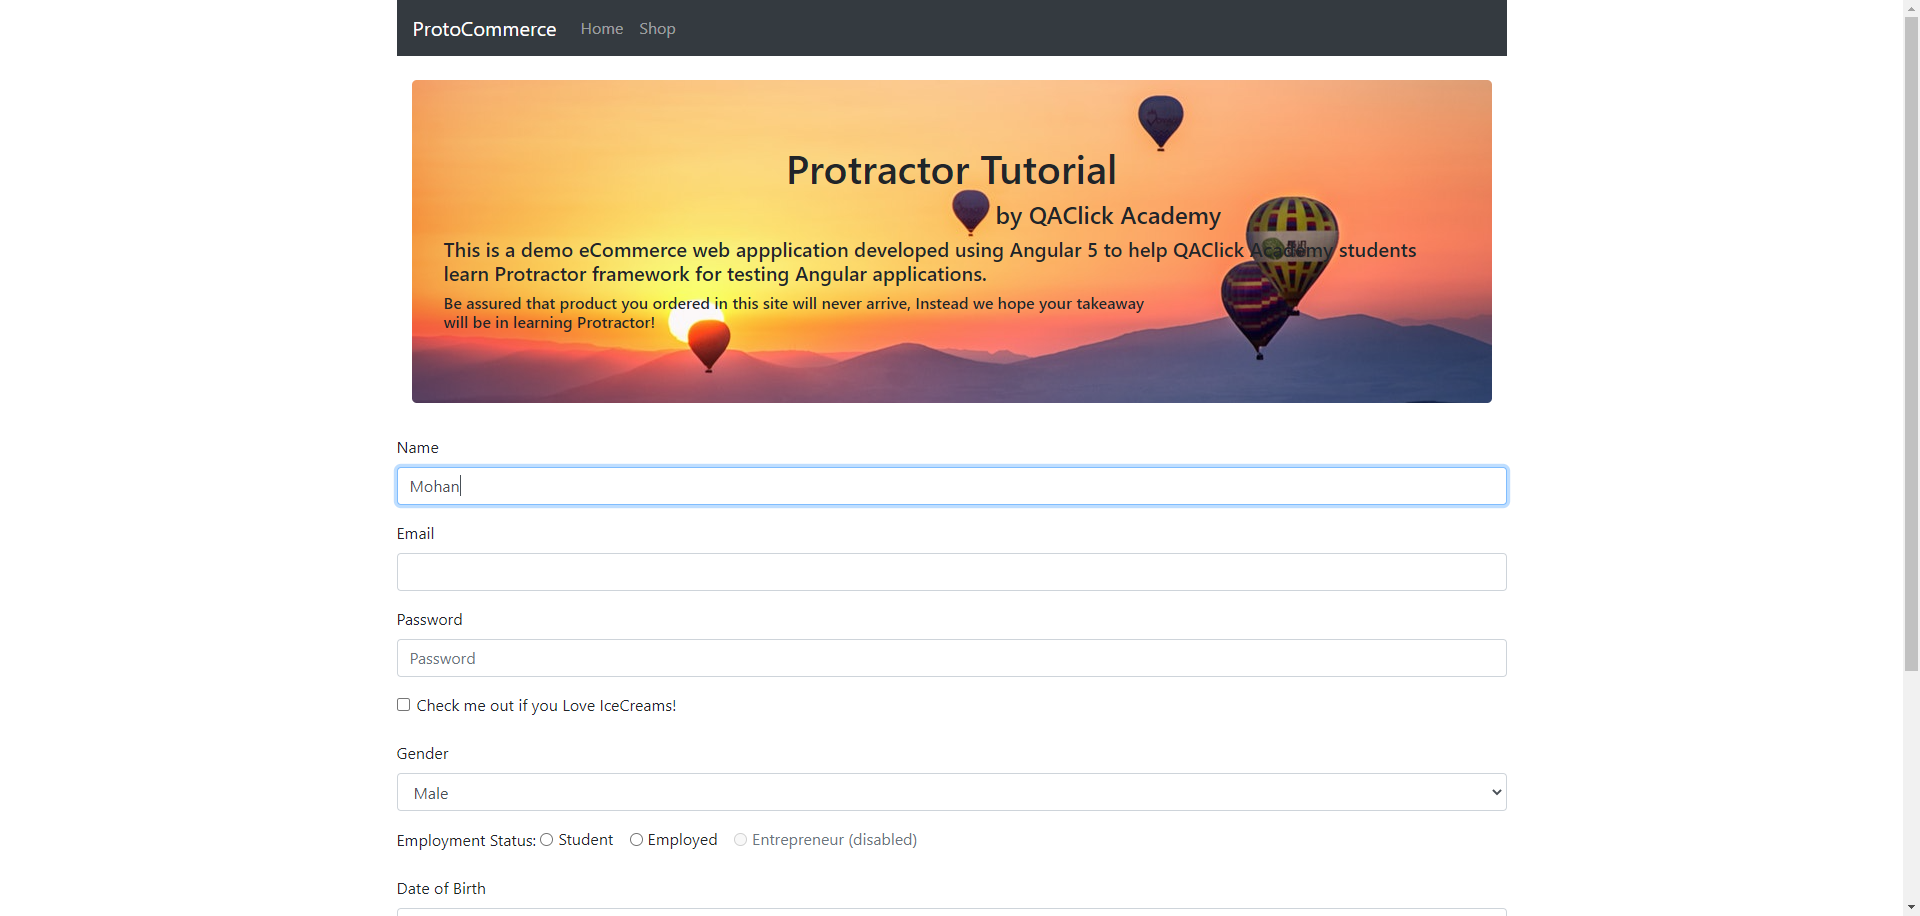 ProtoCommerce Home Shop
Protractor Tutorial
by QAClick Academy
This is a demo eCommerce web appplication developed using Angular 5 to help QAClick Academy students
learn Protractor framework for testing Angular applications.
Be assured that product you ordered in this site will never arrive, Instead we hope your takeaway
will be in learning Protractor!
Name
Mohan
Email
Password
Password
Check me out if you Love IceCreams!
Gender
Male
Employment Status: Student Employed Entrepreneur (disabled)
Date of Birth